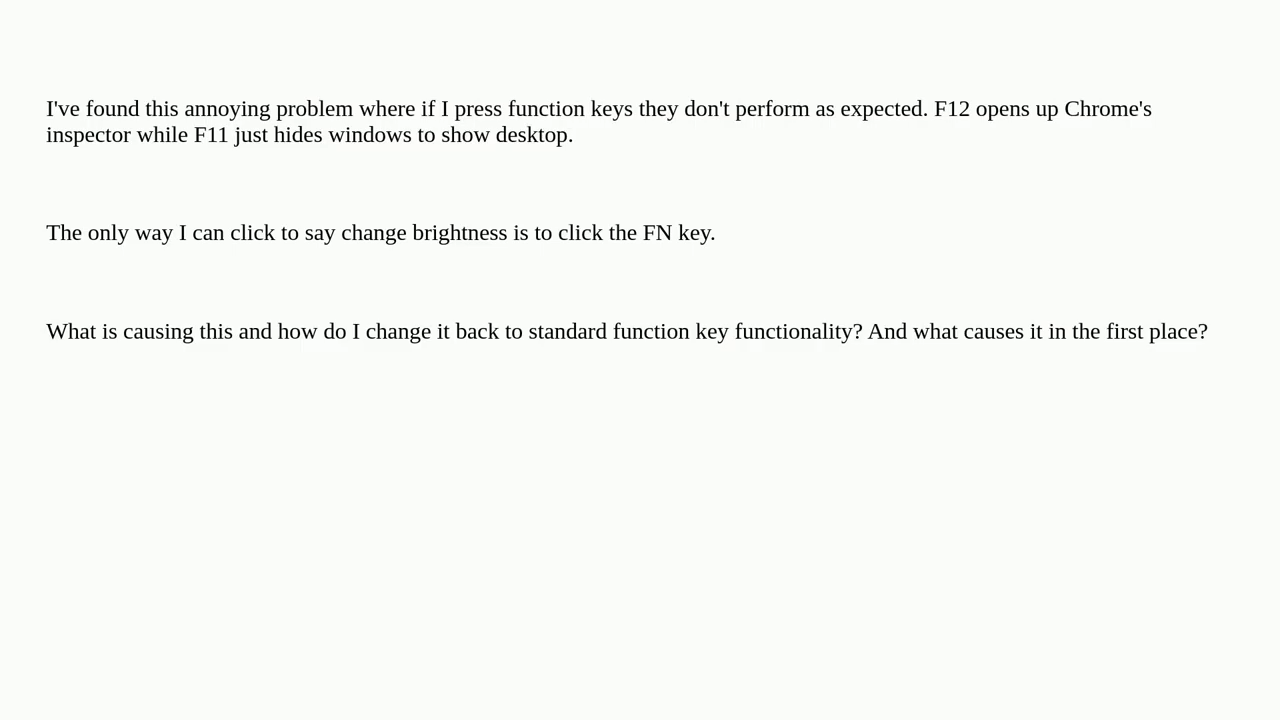 I've found this annoying problem where if I press function keys they don't perform as expected. F12 opens up Chrome's
inspector while F11 just hides windows to show desktop.
The only way I can click to say change brightness is to click the FN key.
What is causing this and how do I change it back to standard function key functionality? And what causes it in the first place?